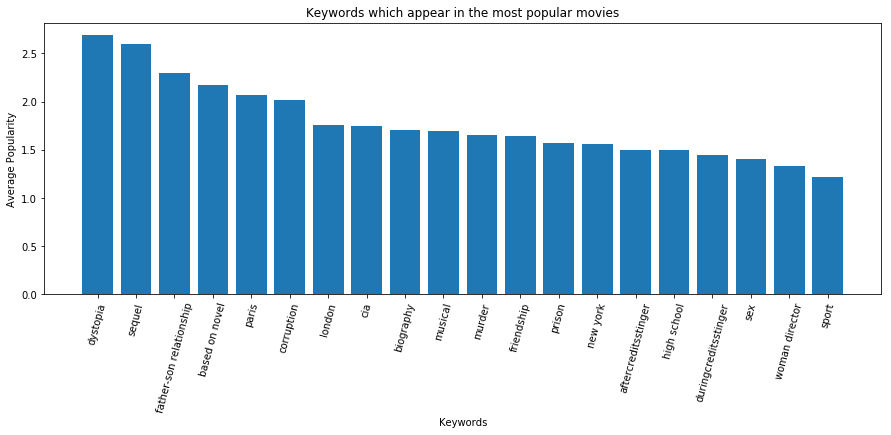 Keywords which appear in the most popular movies
Average Popularity
2.5
2.0
1.5
1.0
0.5
0.0
dystopia
sequel
father-son relationship
based on novel
paris
corruption
london
cia
biography
musical
murder
friendship
prison
new york
aftercreditsstinger
high school
duringcreditsstinger
sex
woman director
sport
Keywords